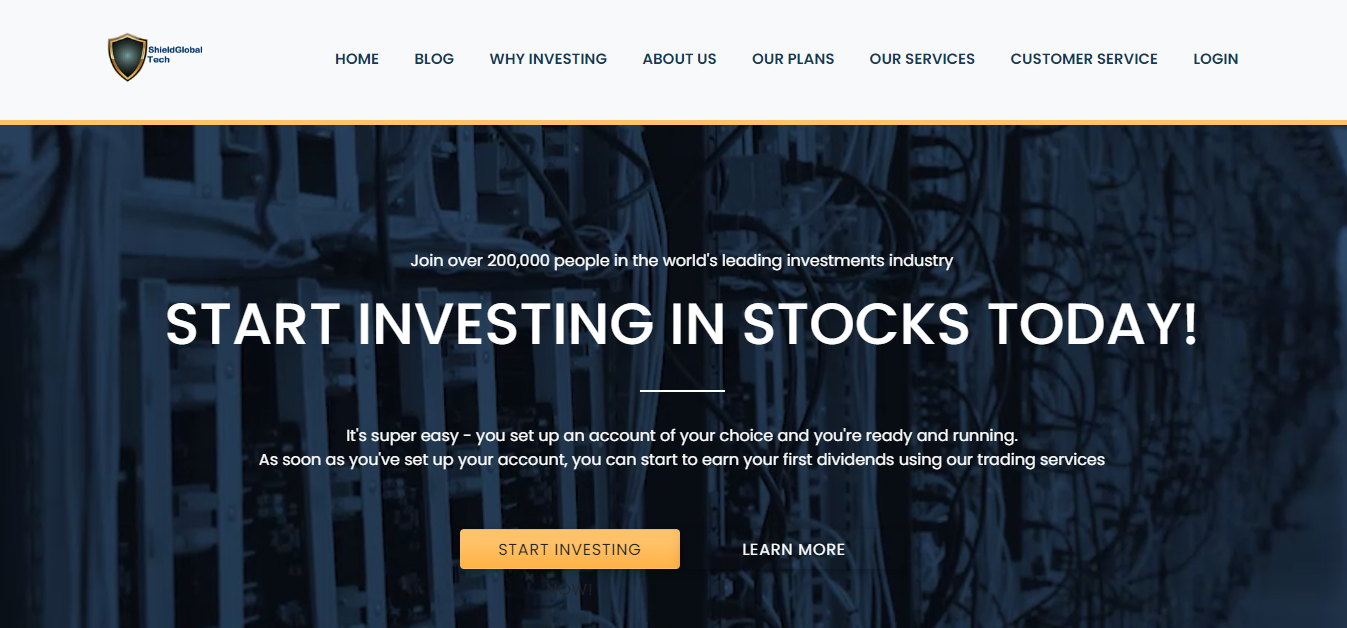 ShieldGlobal
Tech
HOME BLOG WHY INVESTING ABOUT US OUR PLANS OUR SERVICES CUSTOMER SERVICE LOGIN
Join over 200,000 people in the world's leading investments industry
START INVESTING IN STOCKS TODAY!
It's super easy - you set up an account of your choice and you're ready and running.
As soon as you've set up your account, you can start to earn your first dividends using our trading services
START INVESTING LEARN MORE
NOW!